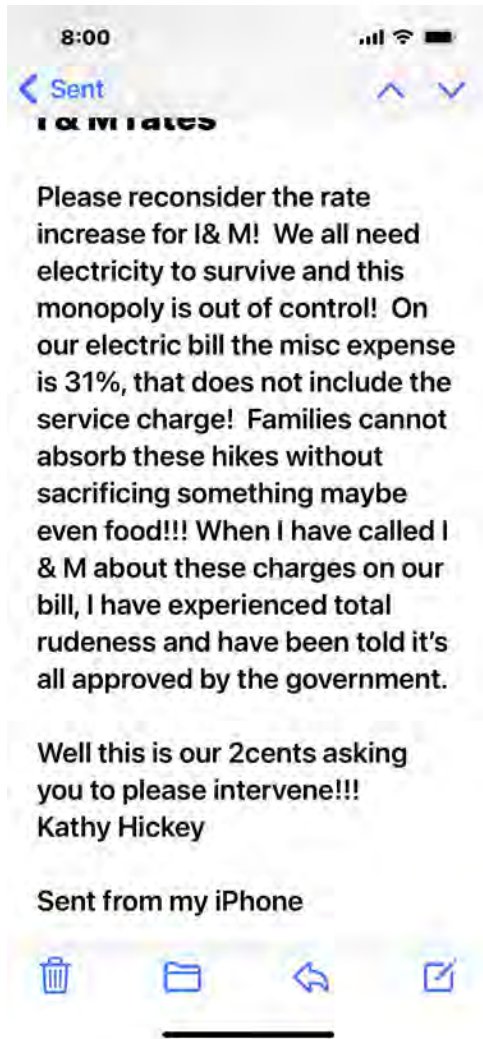 8:00
Sent
I & M rates
Please reconsider the rate
increase for I& M!  We all need
electricity to survive and this
monopoly is out of control!  On
our electric bill the misc expense
is 31%, that does not include the
service charge!  Families cannot
absorb these hikes without
sacrificing something maybe
even food!!! When I have called I
& M about these charges on our
bill, I have experienced total
rudeness and have been told it's
all approved by the government.
Well this is our 2cents asking
you to please intervene!!!
Kathy Hickey
Sent from my iPhone